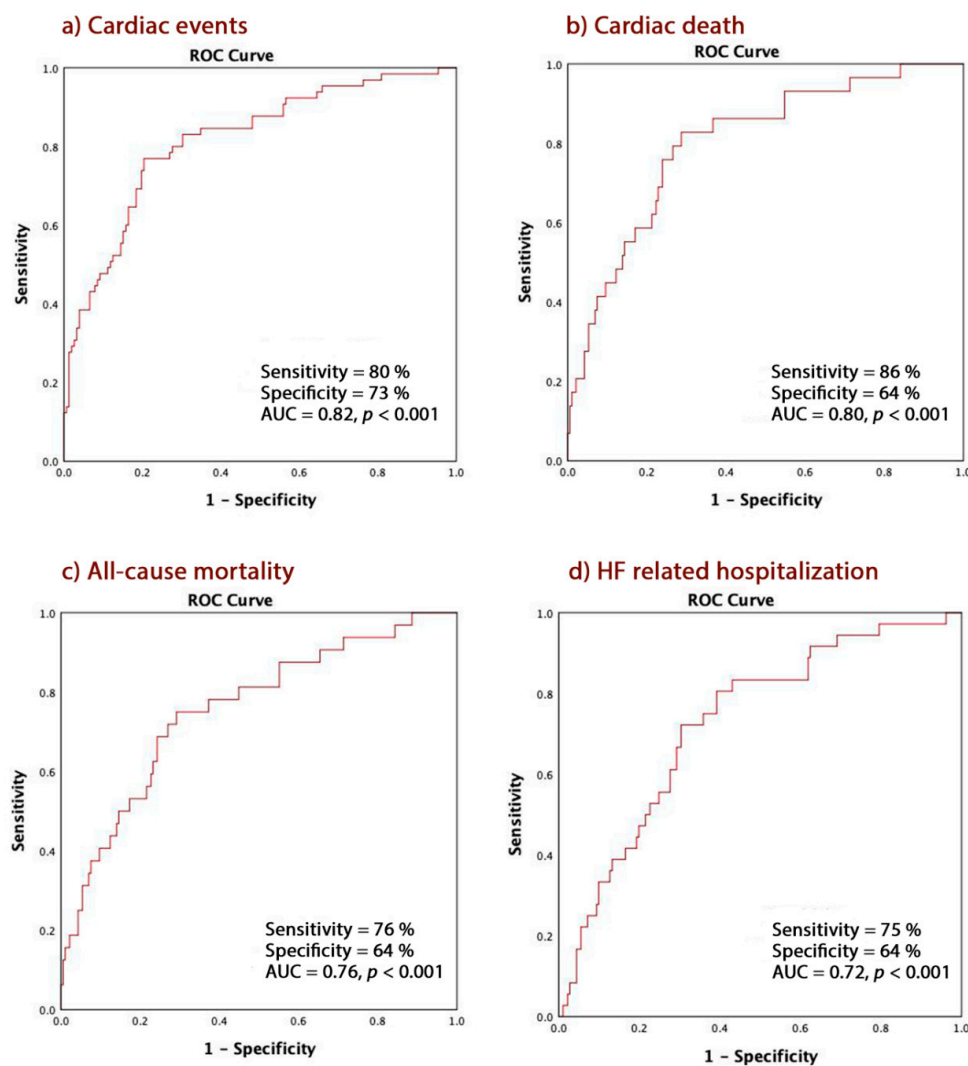 a) Cardiac events
ROC Curve
1.0
0.8
0.6
0.4
0.2
0.0
Sensitivity
Sensitivity = 80 %
Specificity = 73 %
AUC = 0.82, p < 0.001
0.0 0.2 0.4 0.6 0.8 1.0
1 – Specificity
b) Cardiac death
ROC Curve
1.0
0.8
0.6
0.4
0.2
0.0
Sensitivity
Sensitivity = 86 %
Specificity = 64 %
AUC = 0.80, p < 0.001
0.0 0.2 0.4 0.6 0.8 1.0
1 – Specificity
c) All-cause mortality
ROC Curve
1.0
0.8
0.6
0.4
0.2
0.0
Sensitivity
Sensitivity = 76 %
Specificity = 64 %
AUC = 0.76, p < 0.001
0.0 0.2 0.4 0.6 0.8 1.0
1 – Specificity
d) HF related hospitalization
ROC Curve
1.0
0.8
0.6
0.4
0.2
0.0
Sensitivity
Sensitivity = 75 %
Specificity = 64 %
AUC = 0.72, p < 0.001
0.0 0.2 0.4 0.6 0.8 1.0
1 – Specificity